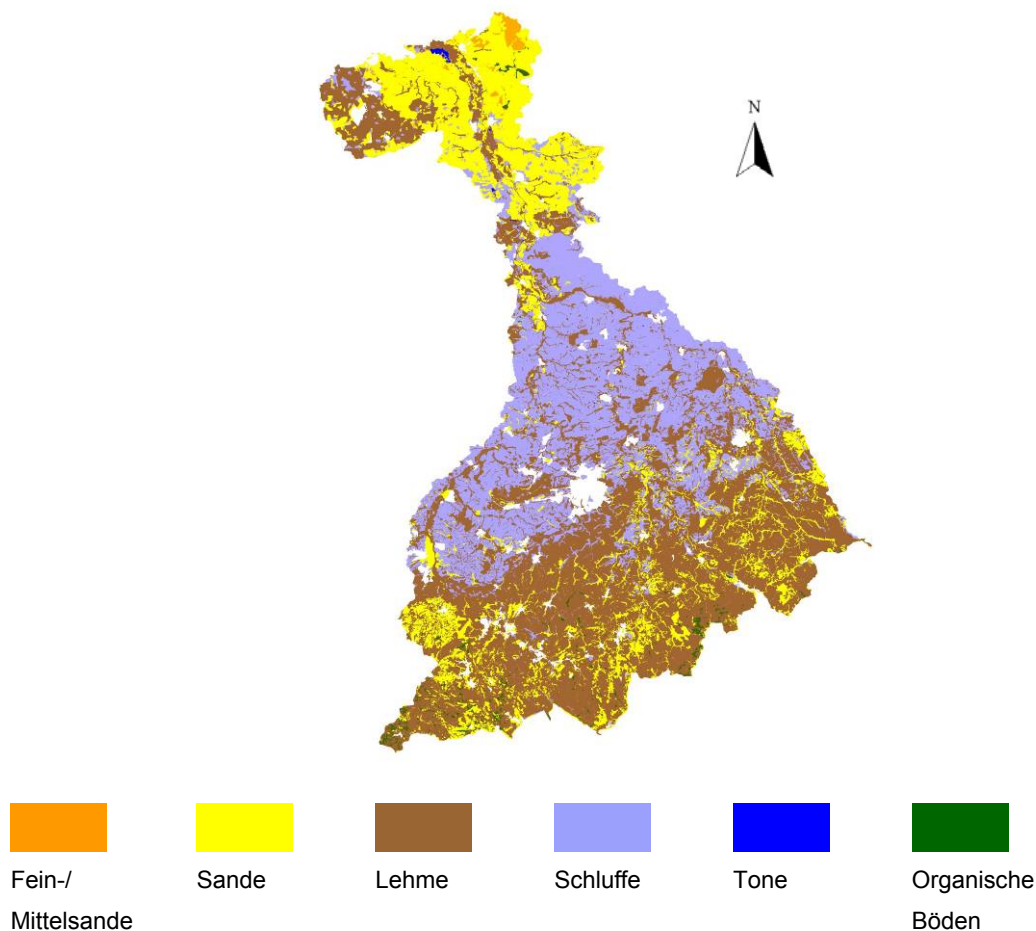 N
Fein-/
Mittelsande
Sande
Lehme
Schluffe
Tone
Organische
Böden